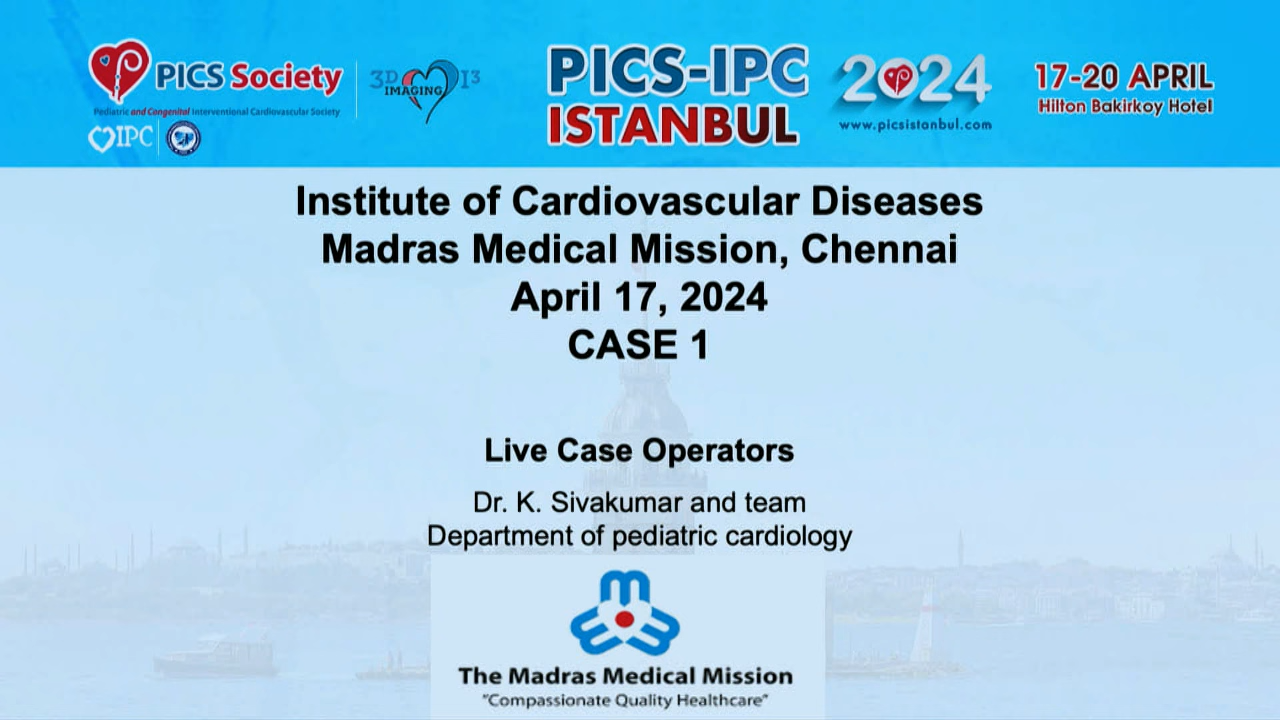 PICS Society
Pediatric and Congenital Interventional Cardiovascular Society
IPC
3D IMAGING I3
PICS-IPC
ISTANBUL
2024
www.picsistanbul.com
17-20 APRIL
Hilton Bakirkoy Hotel
Institute of Cardiovascular Diseases
Madras Medical Mission, Chennai
April 17, 2024
CASE 1
Live Case Operators
Dr. K. Sivakumar and team
Department of pediatric cardiology
The Madras Medical Mission
"Compassionate Quality Healthcare"